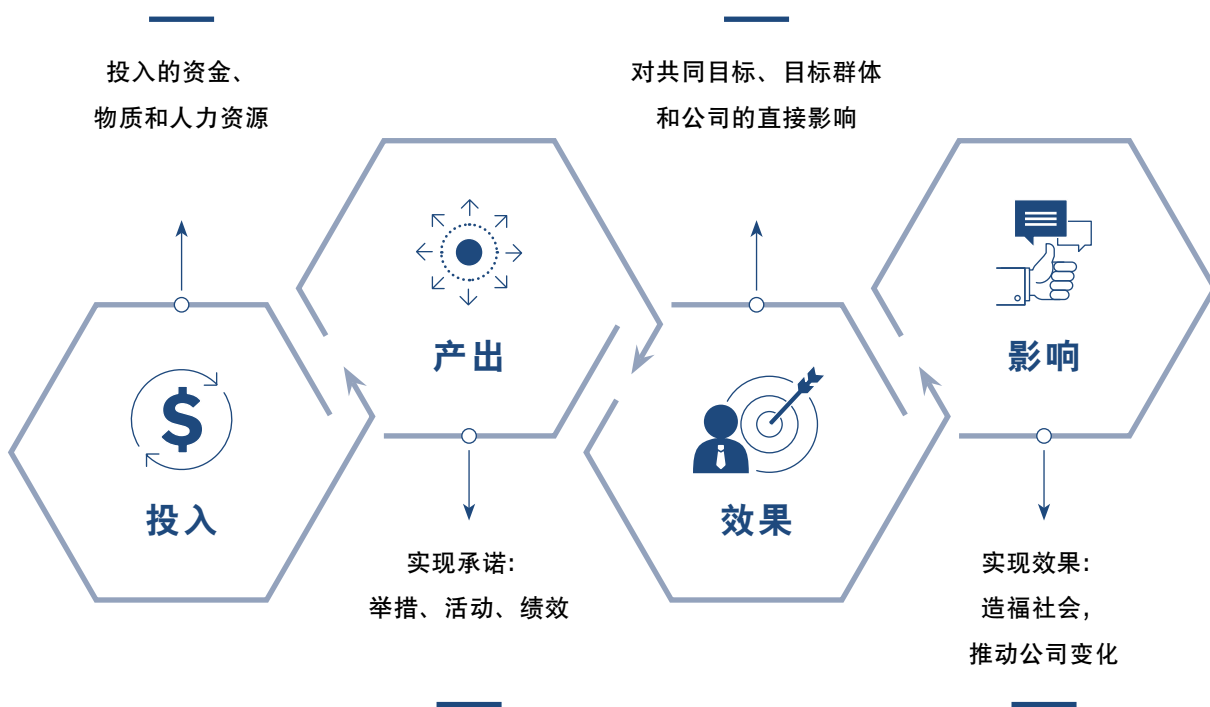 投入的资金、
物质和人力资源
投入
产出
实现承诺:
举措、活动、绩效
对共同目标、目标群体
和公司的直接影响
效果
影响
实现效果:
造福社会,
推动公司变化